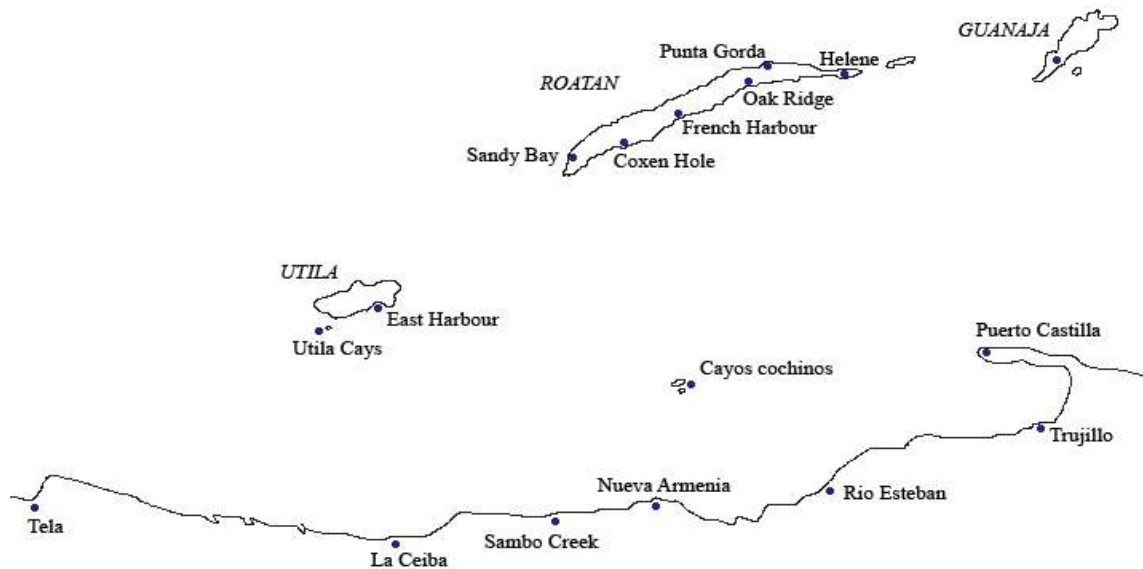 GUANAJA
Punta Gorda
Helene
ROATAN
Oak Ridge
French Harbour
Sandy Bay
Coxen Hole
UTILA
East Harbour
Utila Cays
Puerto Castilla
Cayos cochinos
Trujillo
Nueva Armenia
Rio Esteban
Tela
Sambo Creek
La Ceiba